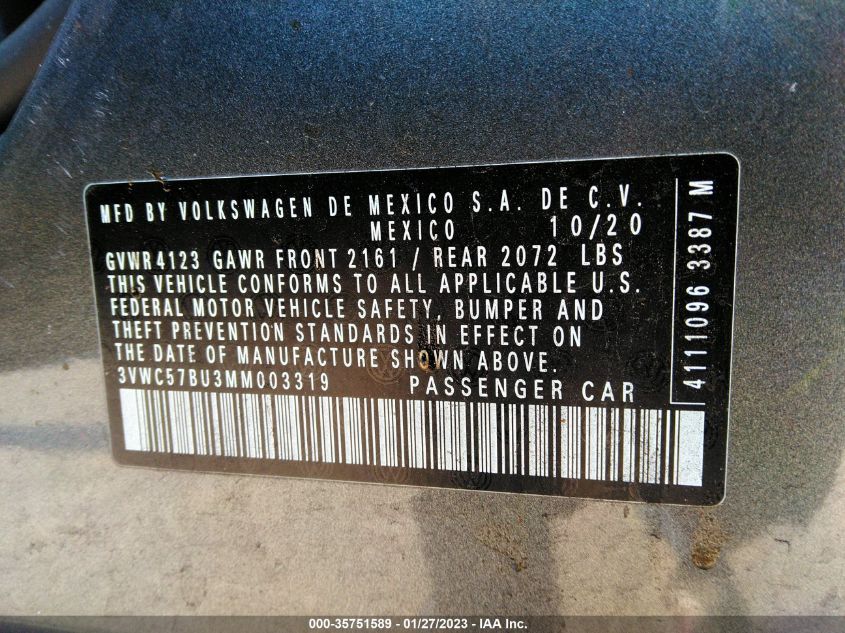 MFD BY VOLKSWAGEN DE MEXICO S.A. DE C.V.
MEXICO 10/20
GVWR 4123 GAWR FRONT 2161 / REAR 2072 LBS
THIS VEHICLE CONFORMS TO ALL APPLICABLE U.S.
FEDERAL MOTOR VEHICLE SAFETY, BUMPER AND
THEFT PREVENTION STANDARDS IN EFFECT ON
THE DATE OF MANUFACTURE SHOWN ABOVE.
3VWC57BU3MM003319 PASSENGER CAR
4111096 3387 M
000-35751589 — 01/27/2023 — IAA Inc.